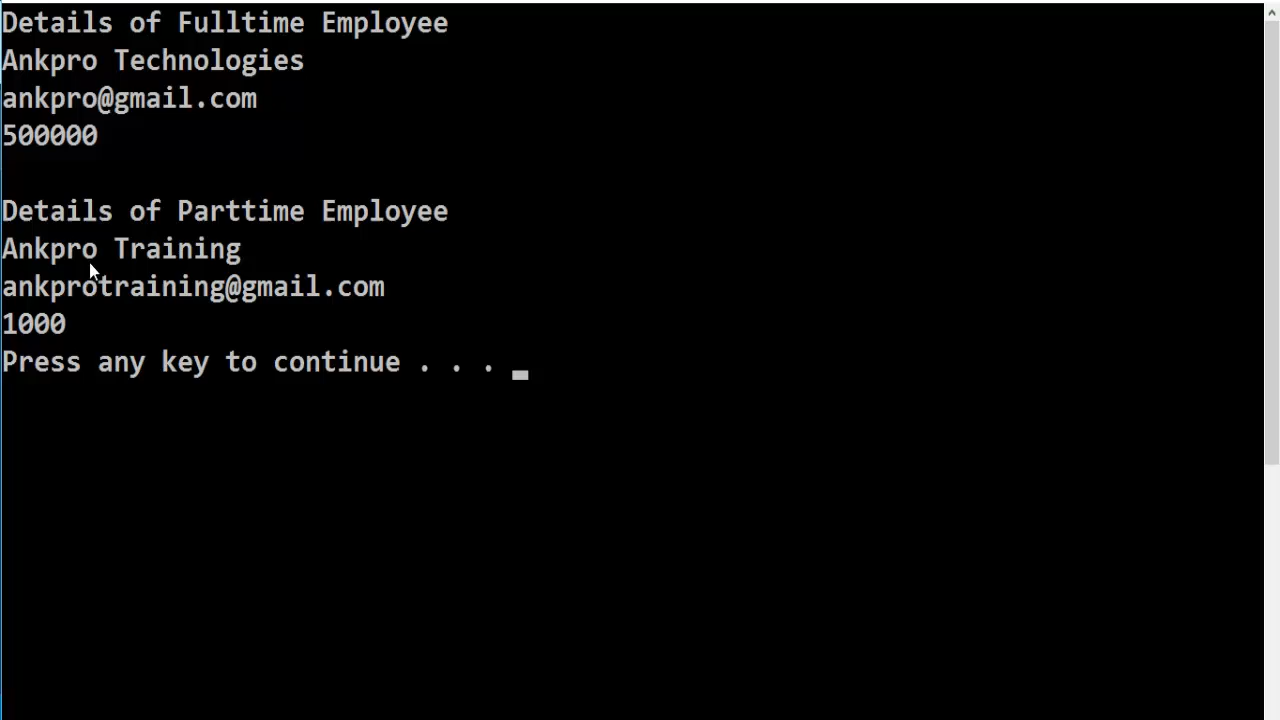 Details of Fulltime Employee
Ankpro Technologies
ankpro@gmail.com
500000
Details of Parttime Employee
Ankpro Training
ankprotraining@gmail.com
1000
Press any key to continue . . .